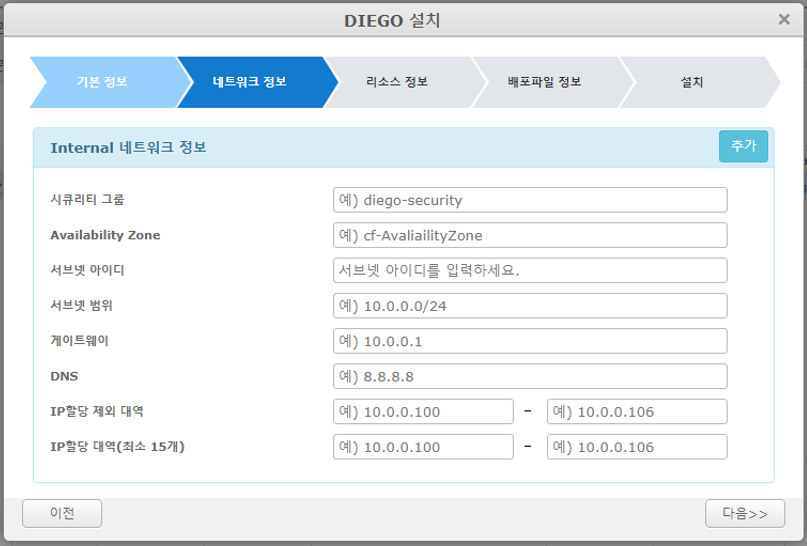 DIEGO 설치 ×
기본 정보 네트워크 정보 리소스 정보 배포파일 정보 설치
Internal 네트워크 정보 추가
시큐리티 그룹 예) diego-security
Availability Zone 예) cf-AvaliailityZone
서브넷 아이디 서브넷 아이디를 입력하세요.
서브넷 범위 예) 10.0.0.0/24
게이트웨이 예) 10.0.0.1
DNS 예) 8.8.8.8
IP할당 제외 대역 예) 10.0.0.100 – 예) 10.0.0.106
IP할당 대역(최소 15개) 예) 10.0.0.100 – 예) 10.0.0.106
이전 다음>>